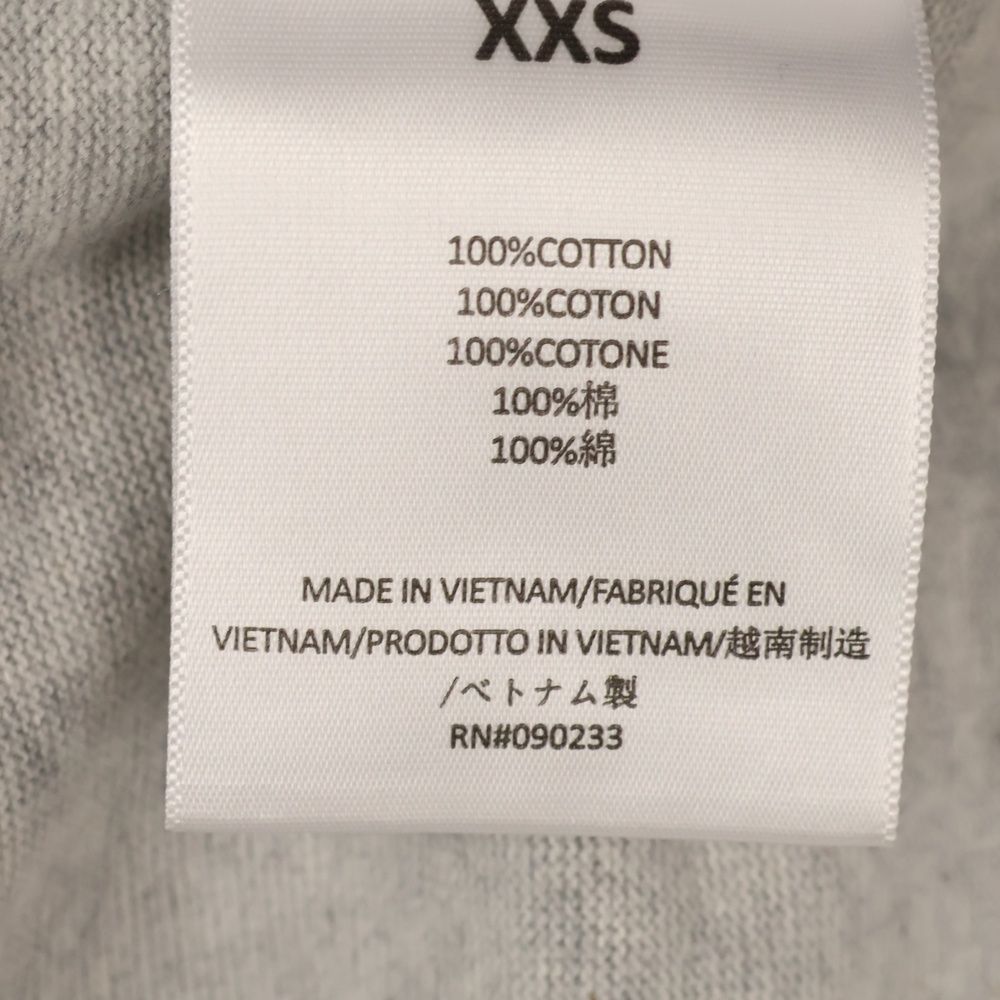 XXS
100%COTTON
100%COTON
100%COTONE
100%棉
100%綿
MADE IN VIETNAM/FABRIQUÉ EN
VIETNAM/PRODOTTO IN VIETNAM/越南制造
/ベトナム製
RN#090233